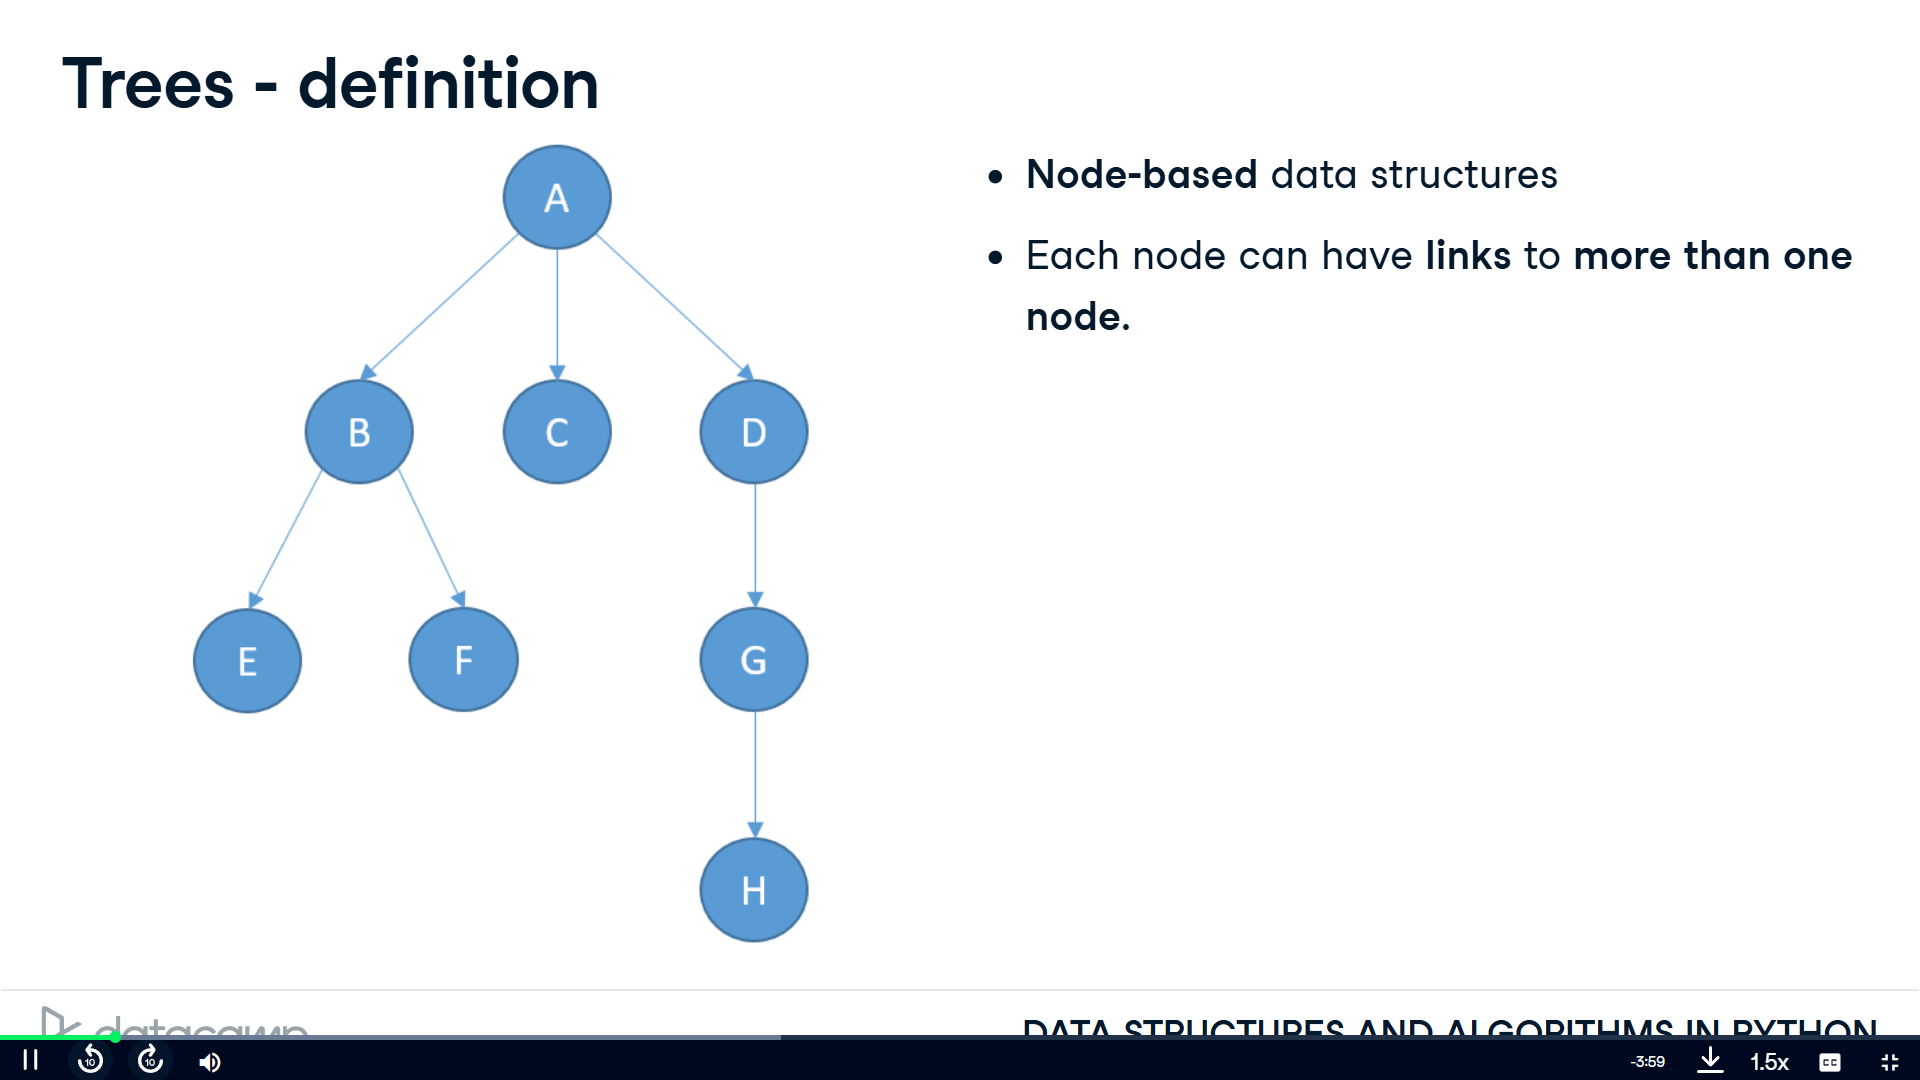 Trees - definition
A
• Node-based data structures
• Each node can have links to more than one
node.
B C D
E F G
H
datacamp
DATA STRUCTURES AND ALGORITHMS IN PYTHON
10 10 -3:59 1.5x CC